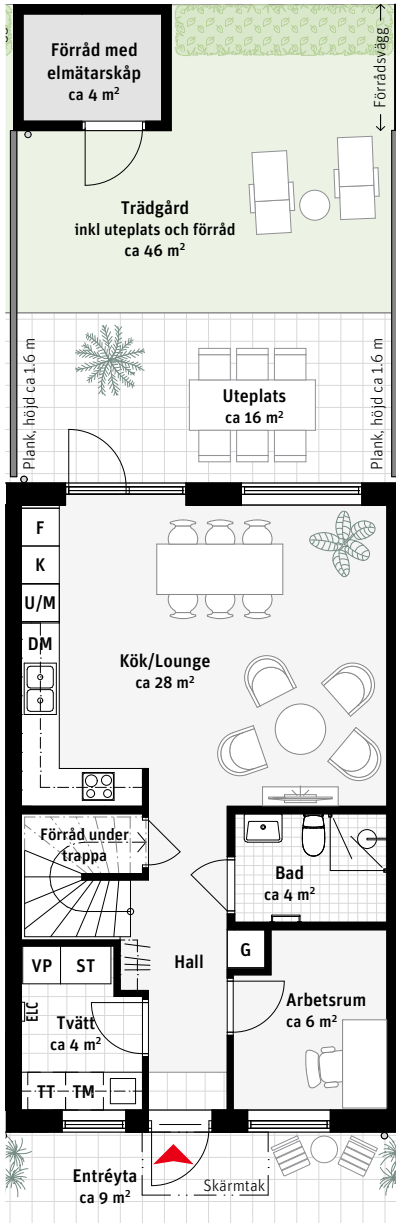 Förråd med
elmätarskåp
ca 4 m²
Förrådsvägg
Trädgård
inkl uteplats och förråd
ca 46 m²
Plank, höjd ca 1.6 m
Plank, höjd ca 1.6 m
Uteplats
ca 16 m²
F
K
U/M
DM
Kök/Lounge
ca 28 m²
Förråd under
trappa
Bad
ca 4 m²
Hall
G
VP
ST
ELC
Tvätt
ca 4 m²
Arbetsrum
ca 6 m²
TT
TM
Entréyta
ca 9 m²
Skärmtak